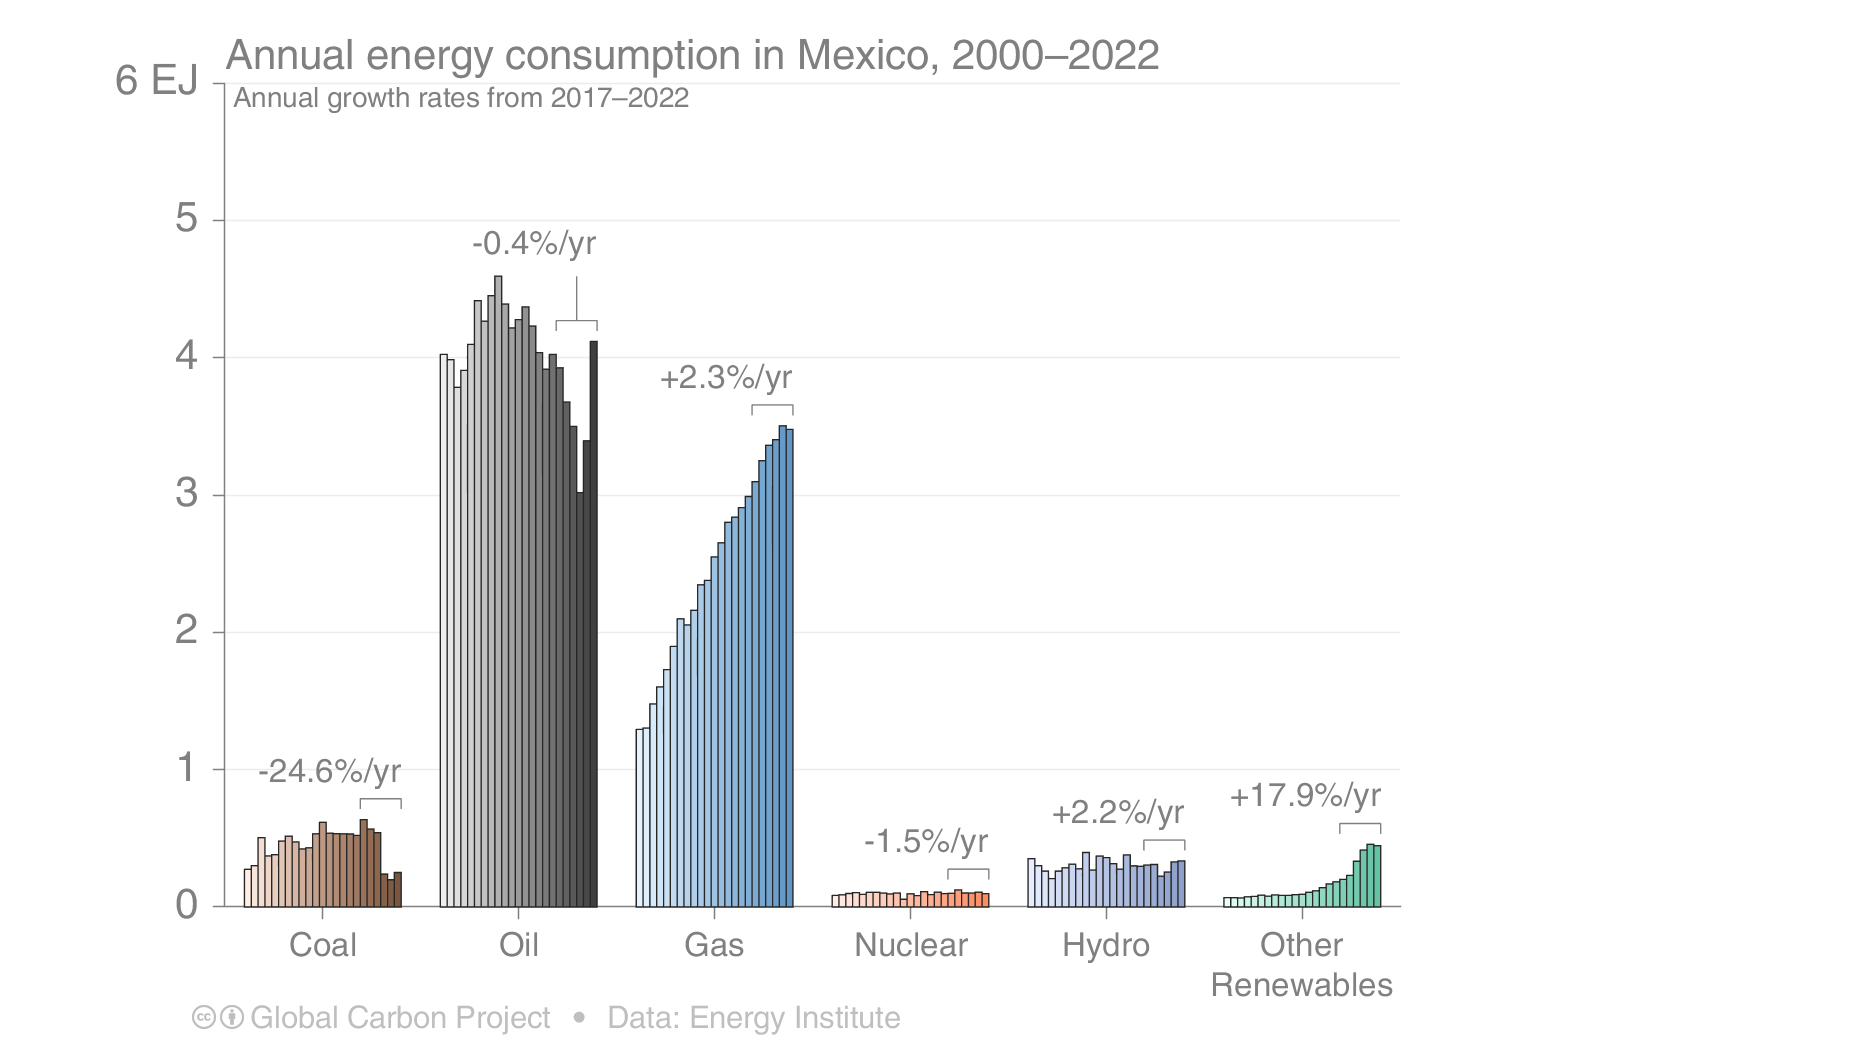 Annual energy consumption in Mexico, 2000–2022
6 EJ
Annual growth rates from 2017–2022
5
-0.4%/yr
4
+2.3%/yr
3
2
1
-24.6%/yr
+17.9%/yr
+2.2%/yr
-1.5%/yr
0
Coal Oil Gas Nuclear Hydro Other
Renewables
cc Global Carbon Project • Data: Energy Institute